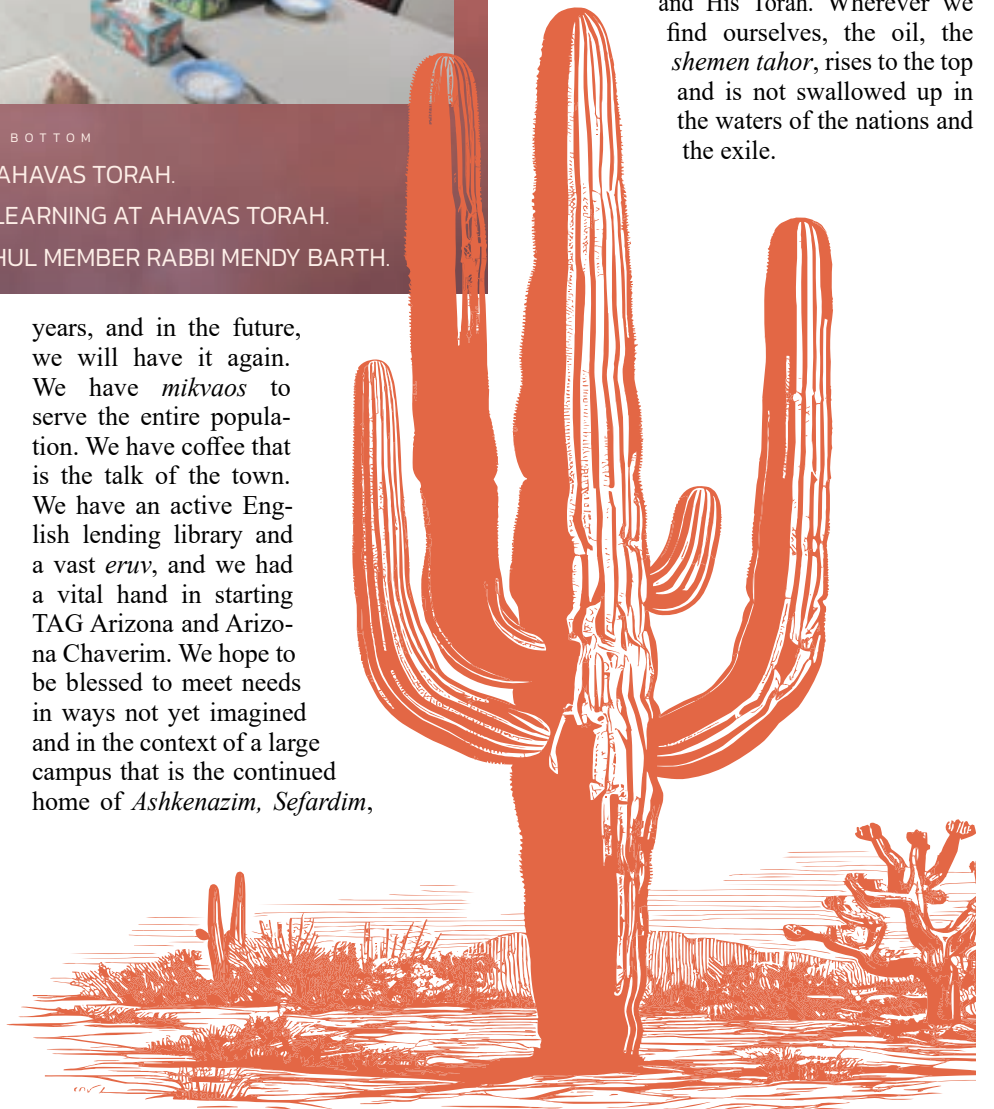 BOTTOM
AHAVAS TORAH.
LEARNING AT AHAVAS TORAH.
HUL MEMBER RABBI MENDY BARTH.
years, and in the future,
we will have it again.
We have mikvaos to
serve the entire popula-
tion. We have coffee that
is the talk of the town.
We have an active Eng-
lish lending library and
a vast eruv, and we had
a vital hand in starting
TAG Arizona and Arizo-
na Chaverim. We hope to
be blessed to meet needs
in ways not yet imagined
and in the context of a large
campus that is the continued
home of Ashkenazim, Sefardim,
and His Torah. Wherever we
find ourselves, the oil, the
shemen tahor, rises to the top
and is not swallowed up in
the waters of the nations and
the exile.